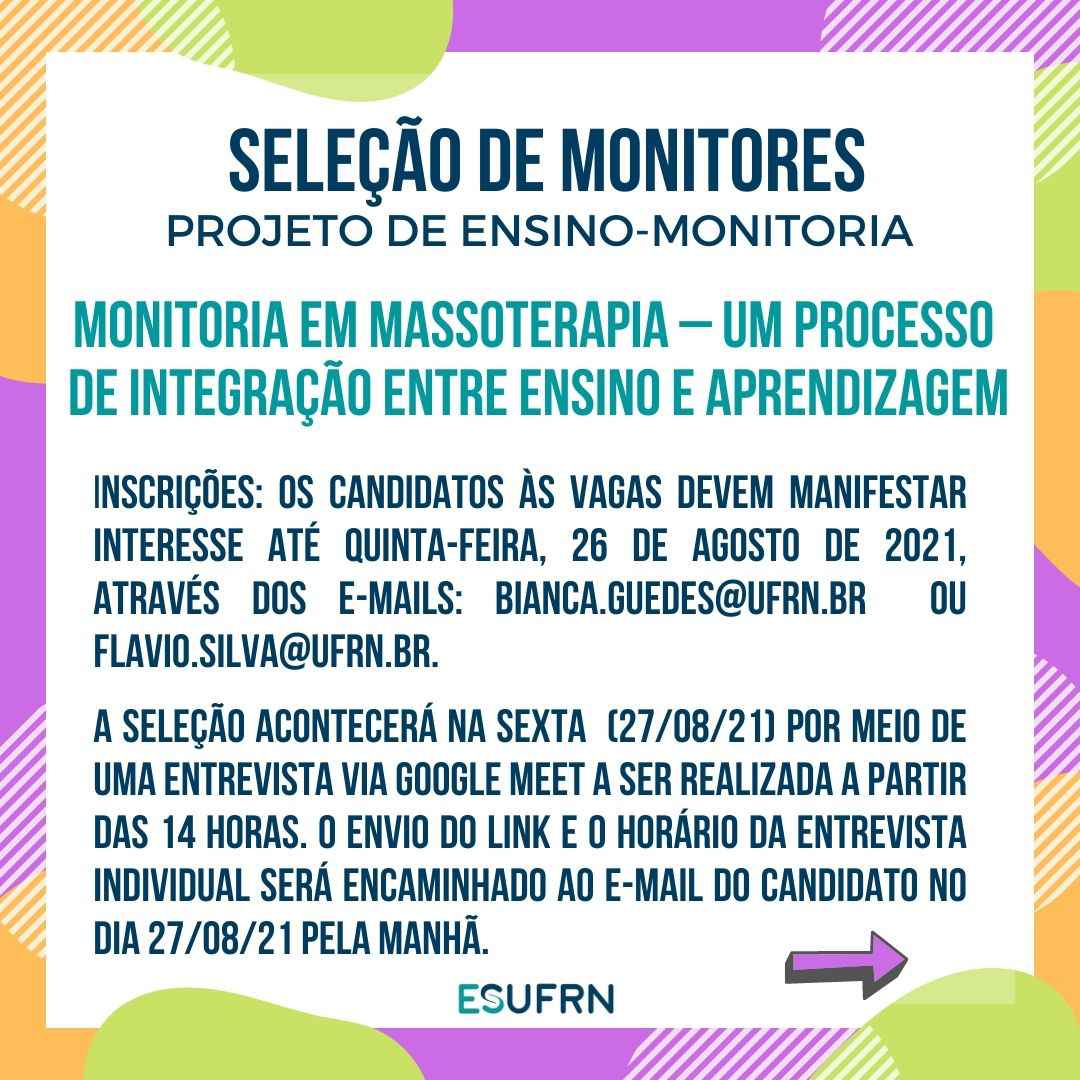 SELEÇÃO DE MONITORES
PROJETO DE ENSINO-MONITORIA
MONITORIA EM MASSOTERAPIA – UM PROCESSO
DE INTEGRAÇÃO ENTRE ENSINO E APRENDIZAGEM
INSCRIÇÕES: OS CANDIDATOS ÀS VAGAS DEVEM MANIFESTAR
INTERESSE ATÉ QUINTA-FEIRA, 26 DE AGOSTO DE 2021,
ATRAVÉS DOS E-MAILS: BIANCA.GUEDES@UFRN.BR OU
FLAVIO.SILVA@UFRN.BR.
A SELEÇÃO ACONTECERÁ NA SEXTA (27/08/21) POR MEIO DE
UMA ENTREVISTA VIA GOOGLE MEET A SER REALIZADA A PARTIR
DAS 14 HORAS. O ENVIO DO LINK E O HORÁRIO DA ENTREVISTA
INDIVIDUAL SERÁ ENCAMINHADO AO E-MAIL DO CANDIDATO NO
DIA 27/08/21 PELA MANHÃ.
ESUFRN